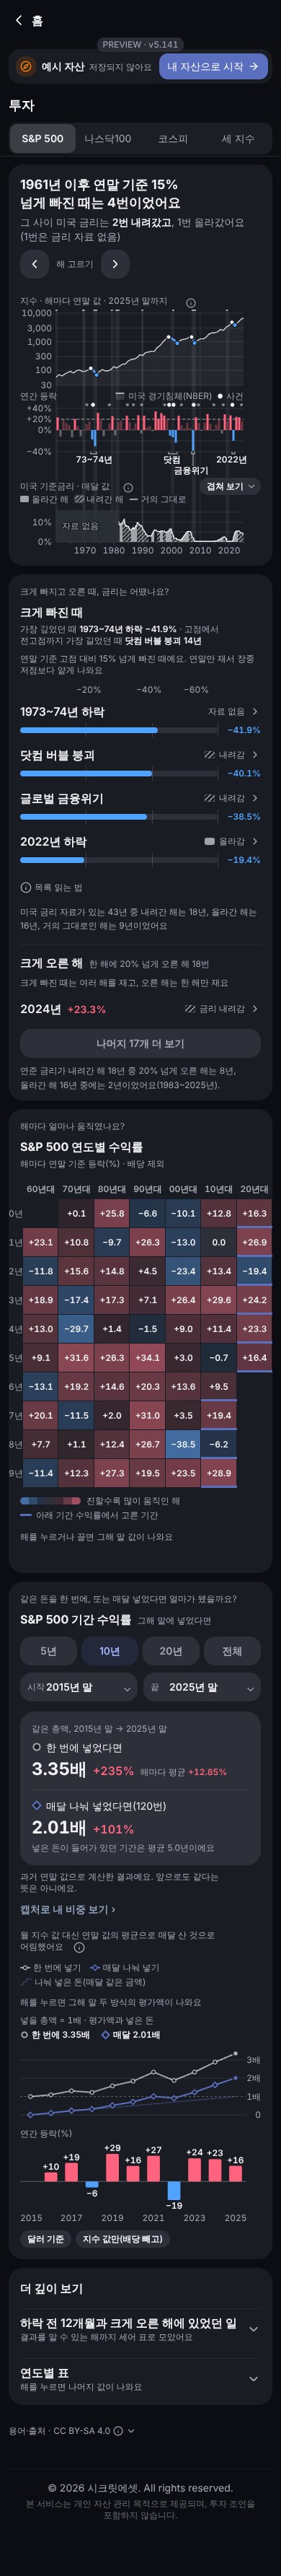 홈
PREVIEW · v5.141
예시 자산 저장되지 않아요
내 자산으로 시작 →
투자
S&P 500 나스닥100 코스피 세 지수
1961년 이후 연말 기준 15%
넘게 빠진 때는 4번이었어요
그 사이 미국 금리는 2번 내려갔고, 1번 올라갔어요
(1번은 금리 자료 없음)
해 고르기
지수 · 해마다 연말 값 · 2025년 말까지
10,000
3,000
1,000
300
100
30
연간 등락 미국 경기침체(NBER) 사건
+40%
+20%
0%
−40%
73~74년 닷컴 2022년
금융위기
미국 기준금리 · 매달 값
겹쳐 보기
올라간 해 내려간 해 거의 그대로
10%
자료 없음
0%
1970 1980 1990 2000 2010 2020
크게 빠지고 오른 때, 금리는 어땠나요?
크게 빠진 때
가장 깊었던 때 1973~74년 하락 −41.9% · 고점에서
전고점까지 가장 길었던 때 닷컴 버블 붕괴 14년
연말 기준 고점 대비 15% 넘게 빠진 때예요. 연말만 재서 장중
저점보다 얕게 나와요
−20% −40% −60%
1973~74년 하락 자료 없음
−41.9%
닷컴 버블 붕괴 내려감
−40.1%
글로벌 금융위기 내려감
−38.5%
2022년 하락 올라감
−19.4%
목록 읽는 법
미국 금리 자료가 있는 43년 중 내려간 해는 18년, 올라간 해는
16년, 거의 그대로인 해는 9년이었어요
크게 오른 해 한 해에 20% 넘게 오른 해 18번
크게 빠진 때는 여러 해를 재고, 오른 해는 한 해만 재요
2024년 +23.3% 금리 내려감
나머지 17개 더 보기
연준 금리가 내려간 해 18년 중 20% 넘게 오른 해는 8년,
올라간 해 16년 중에는 2년이었어요(1983~2025년).
해마다 얼마나 움직였나요?
S&P 500 연도별 수익률
해마다 연말 기준 등락(%) · 배당 제외
60년대 70년대 80년대 90년대 00년대 10년대 20년대
0년 +0.1 +25.8 −6.6 −10.1 +12.8 +16.3
1년 +23.1 +10.8 −9.7 +26.3 −13.0 0.0 +26.9
2년 −11.8 +15.6 +14.8 +4.5 −23.4 +13.4 −19.4
3년 +18.9 −17.4 +17.3 +7.1 +26.4 +29.6 +24.2
4년 +13.0 −29.7 +1.4 −1.5 +9.0 +11.4 +23.3
5년 +9.1 +31.6 +26.3 +34.1 +3.0 −0.7 +16.4
6년 −13.1 +19.2 +14.6 +20.3 +13.6 +9.5
7년 +20.1 −11.5 +2.0 +31.0 +3.5 +19.4
8년 +7.7 +1.1 +12.4 +26.7 −38.5 −6.2
9년 −11.4 +12.3 +27.3 +19.5 +23.5 +28.9
진할수록 많이 움직인 해
아래 기간 수익률에서 고른 기간
해를 누르거나 끌면 그해 말 값이 나와요
같은 돈을 한 번에, 또는 매달 넣었다면 얼마가 됐을까요?
S&P 500 기간 수익률 그해 말에 넣었다면
5년 10년 20년 전체
시작 2015년 말 끝 2025년 말
같은 총액, 2015년 말 → 2025년 말
한 번에 넣었다면
3.35배 +235% 해마다 평균 +12.85%
매달 나눠 넣었다면(120번)
2.01배 +101%
넣은 돈이 들어가 있던 기간은 평균 5.0년이에요
과거 연말 값으로 계산한 결과예요. 앞으로도 같다는
뜻은 아니에요.
캡처로 내 비중 보기 ›
월 지수 값 대신 연말 값의 평균으로 매달 산 것으로
어림했어요
한 번에 넣기 매달 나눠 넣기
나눠 넣은 돈(매달 같은 금액)
해를 누르면 그해 말 두 방식의 평가액이 나와요
넣을 총액 = 1배 · 평가액과 넣은 돈
한 번에 3.35배 매달 2.01배
3배
2배
1배
0
연간 등락(%)
+10 +19 −6 +29 +16 +27 −19 +24 +23 +16
2015 2017 2019 2021 2023 2025
달러 기준 지수 값만(배당 빼고)
더 깊이 보기
하락 전 12개월과 크게 오른 해에 있었던 일
결과를 알 수 있는 해까지 세어 표로 모았어요
연도별 표
해를 누르면 나머지 값이 나와요
용어·출처 · CC BY-SA 4.0
© 2026 시크릿에셋. All rights reserved.
본 서비스는 개인 자산 관리 목적으로 제공되며, 투자 조언을
포함하지 않습니다.